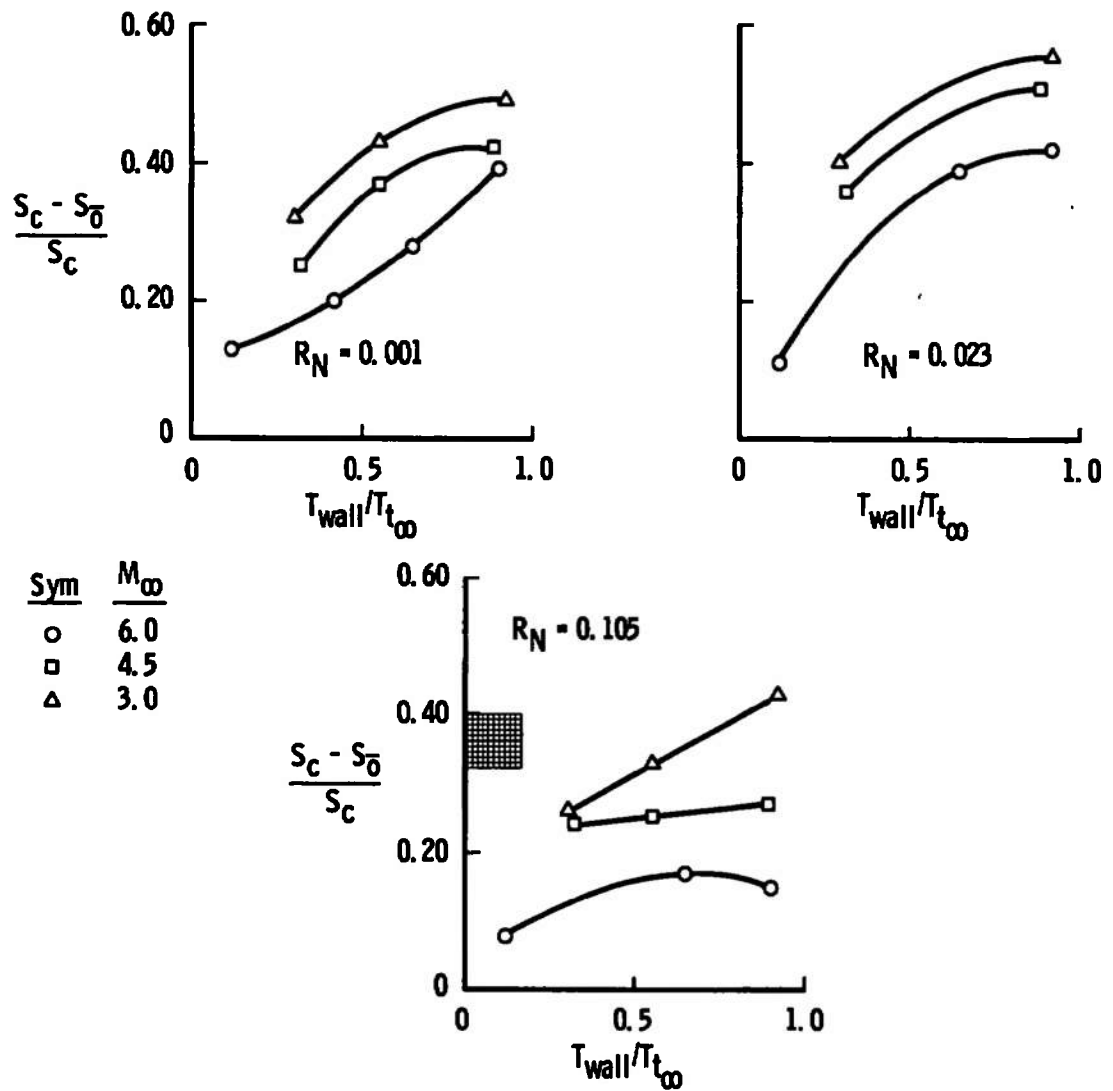 0.60
0.40
S_c - S_0̅
S_c
0.20
R_N = 0.001
R_N = 0.023
0
0 0.5 1.0
0 0.5 1.0
T_wall/T_t∞
T_wall/T_t∞
Sym M_∞
○ 6.0
□ 4.5
△ 3.0
0.60
R_N = 0.105
0.40
S_c - S_0̅
S_c
0.20
0
0 0.5 1.0
T_wall/T_t∞